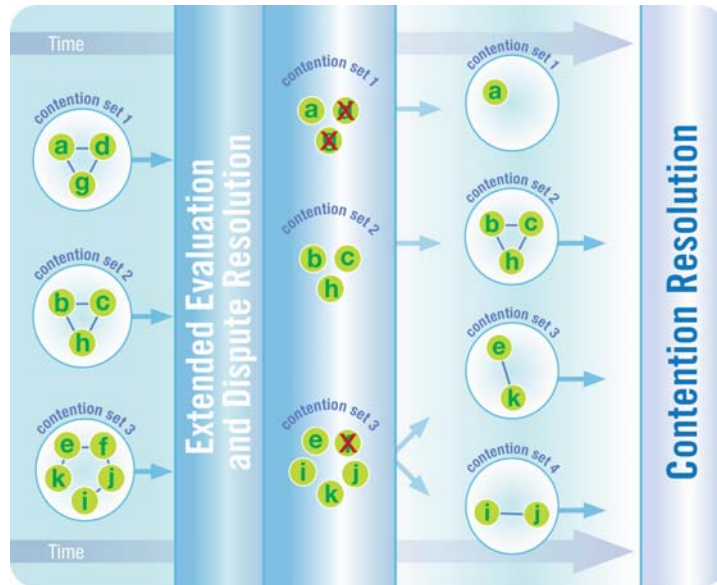 Time
contention set 1
a d
g
contention set 2
b c
h
contention set 3
e f
k j
i
Time
Extended Evaluation
and Dispute Resolution
contention set 1
a
contention set 2
b c
h
contention set 3
e
i j
k
contention set 1
a
contention set 2
b c
h
contention set 3
e
k
contention set 4
i j
Contention Resolution